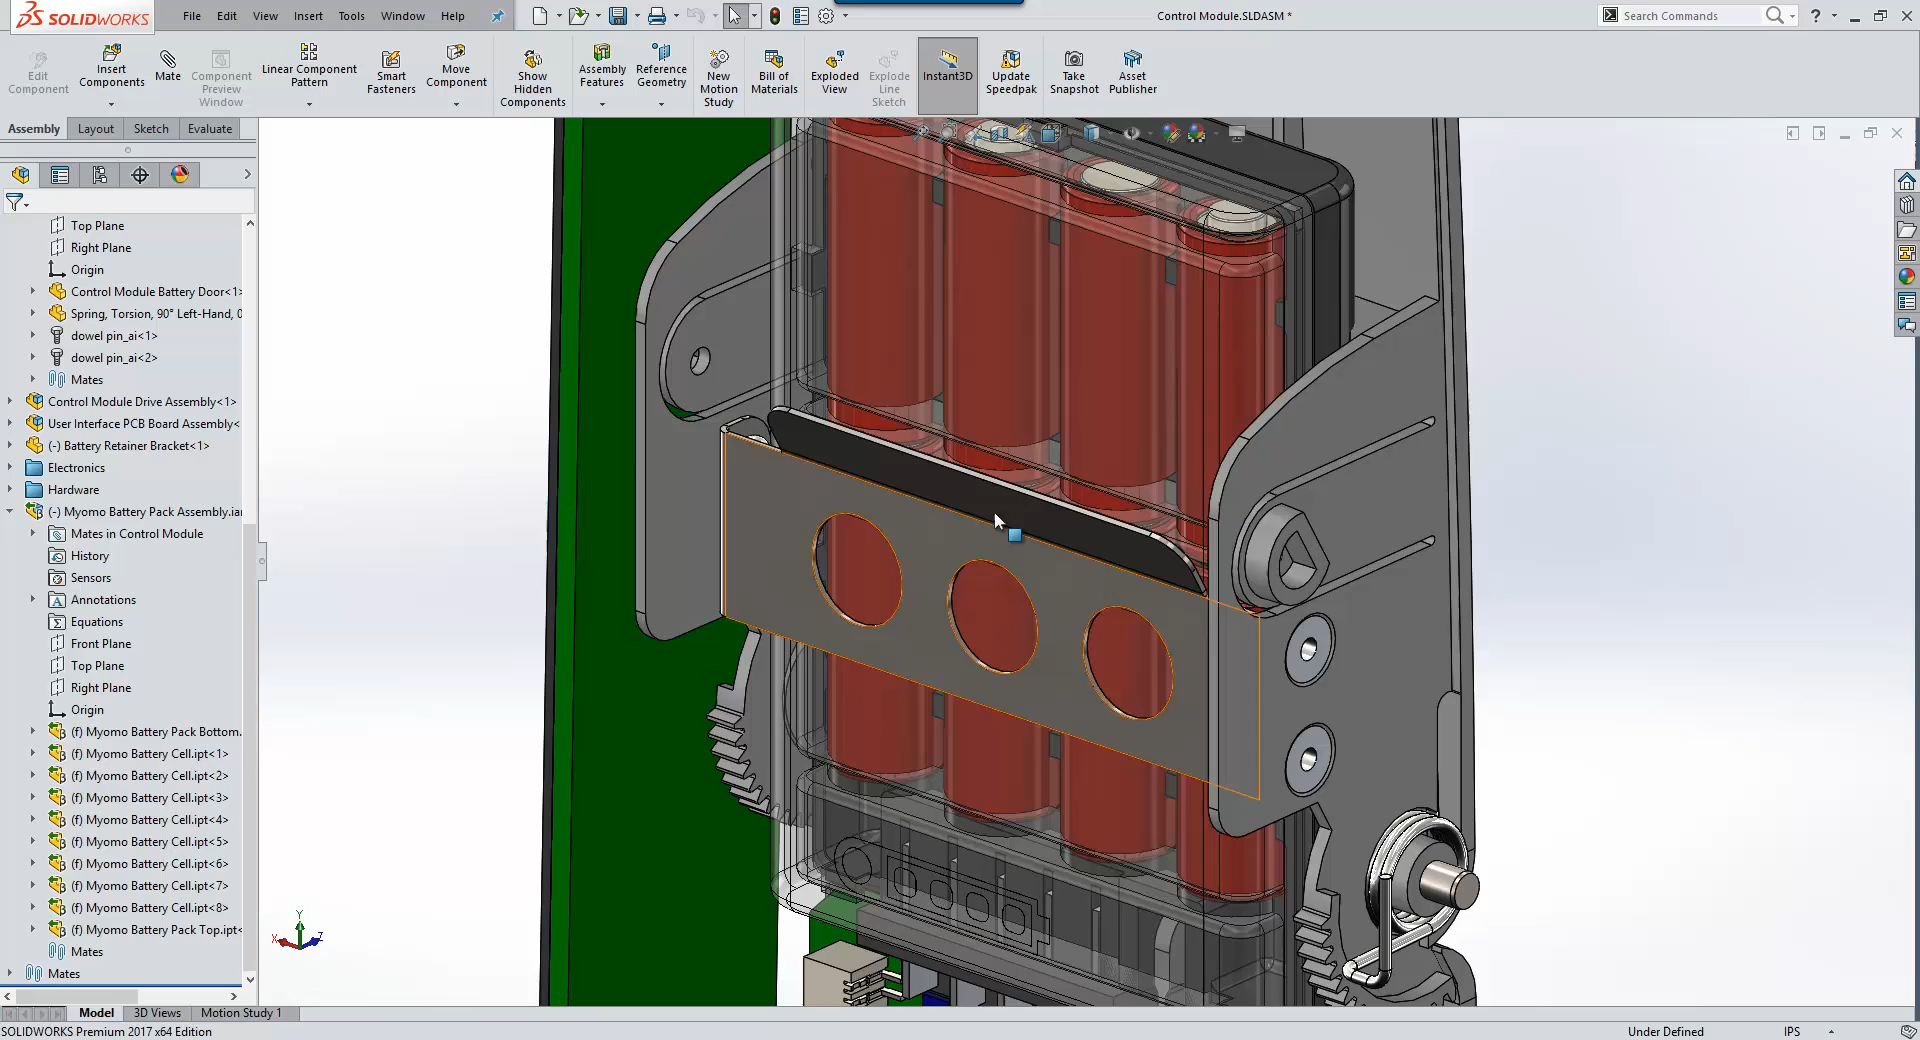 SOLIDWORKS
File Edit View Insert Tools Window Help
Control Module.SLDASM *
Search Commands
?
Edit Component
Insert Components
Mate
Component Preview Window
Linear Component Pattern
Smart Fasteners
Move Component
Show Hidden Components
Assembly Features
Reference Geometry
New Motion Study
Bill of Materials
Exploded View
Explode Line Sketch
Instant3D
Update Speedpak
Take Snapshot
Asset Publisher
Assembly Layout Sketch Evaluate
Top Plane
Right Plane
Origin
Control Module Battery Door<1>
Spring, Torsion, 90° Left-Hand, 0
dowel pin_ai<1>
dowel pin_ai<2>
Mates
Control Module Drive Assembly<1>
User Interface PCB Board Assembly<
(-) Battery Retainer Bracket<1>
Electronics
Hardware
(-) Myomo Battery Pack Assembly.iar
Mates in Control Module
History
Sensors
Annotations
Equations
Front Plane
Top Plane
Right Plane
Origin
(f) Myomo Battery Pack Bottom.
(f) Myomo Battery Cell.ipt<1>
(f) Myomo Battery Cell.ipt<2>
(f) Myomo Battery Cell.ipt<3>
(f) Myomo Battery Cell.ipt<4>
(f) Myomo Battery Cell.ipt<5>
(f) Myomo Battery Cell.ipt<6>
(f) Myomo Battery Cell.ipt<7>
(f) Myomo Battery Cell.ipt<8>
(f) Myomo Battery Pack Top.ipt<
Mates
Mates
Y
X Z
Model 3D Views Motion Study 1
SOLIDWORKS Premium 2017 x64 Edition
Under Defined IPS